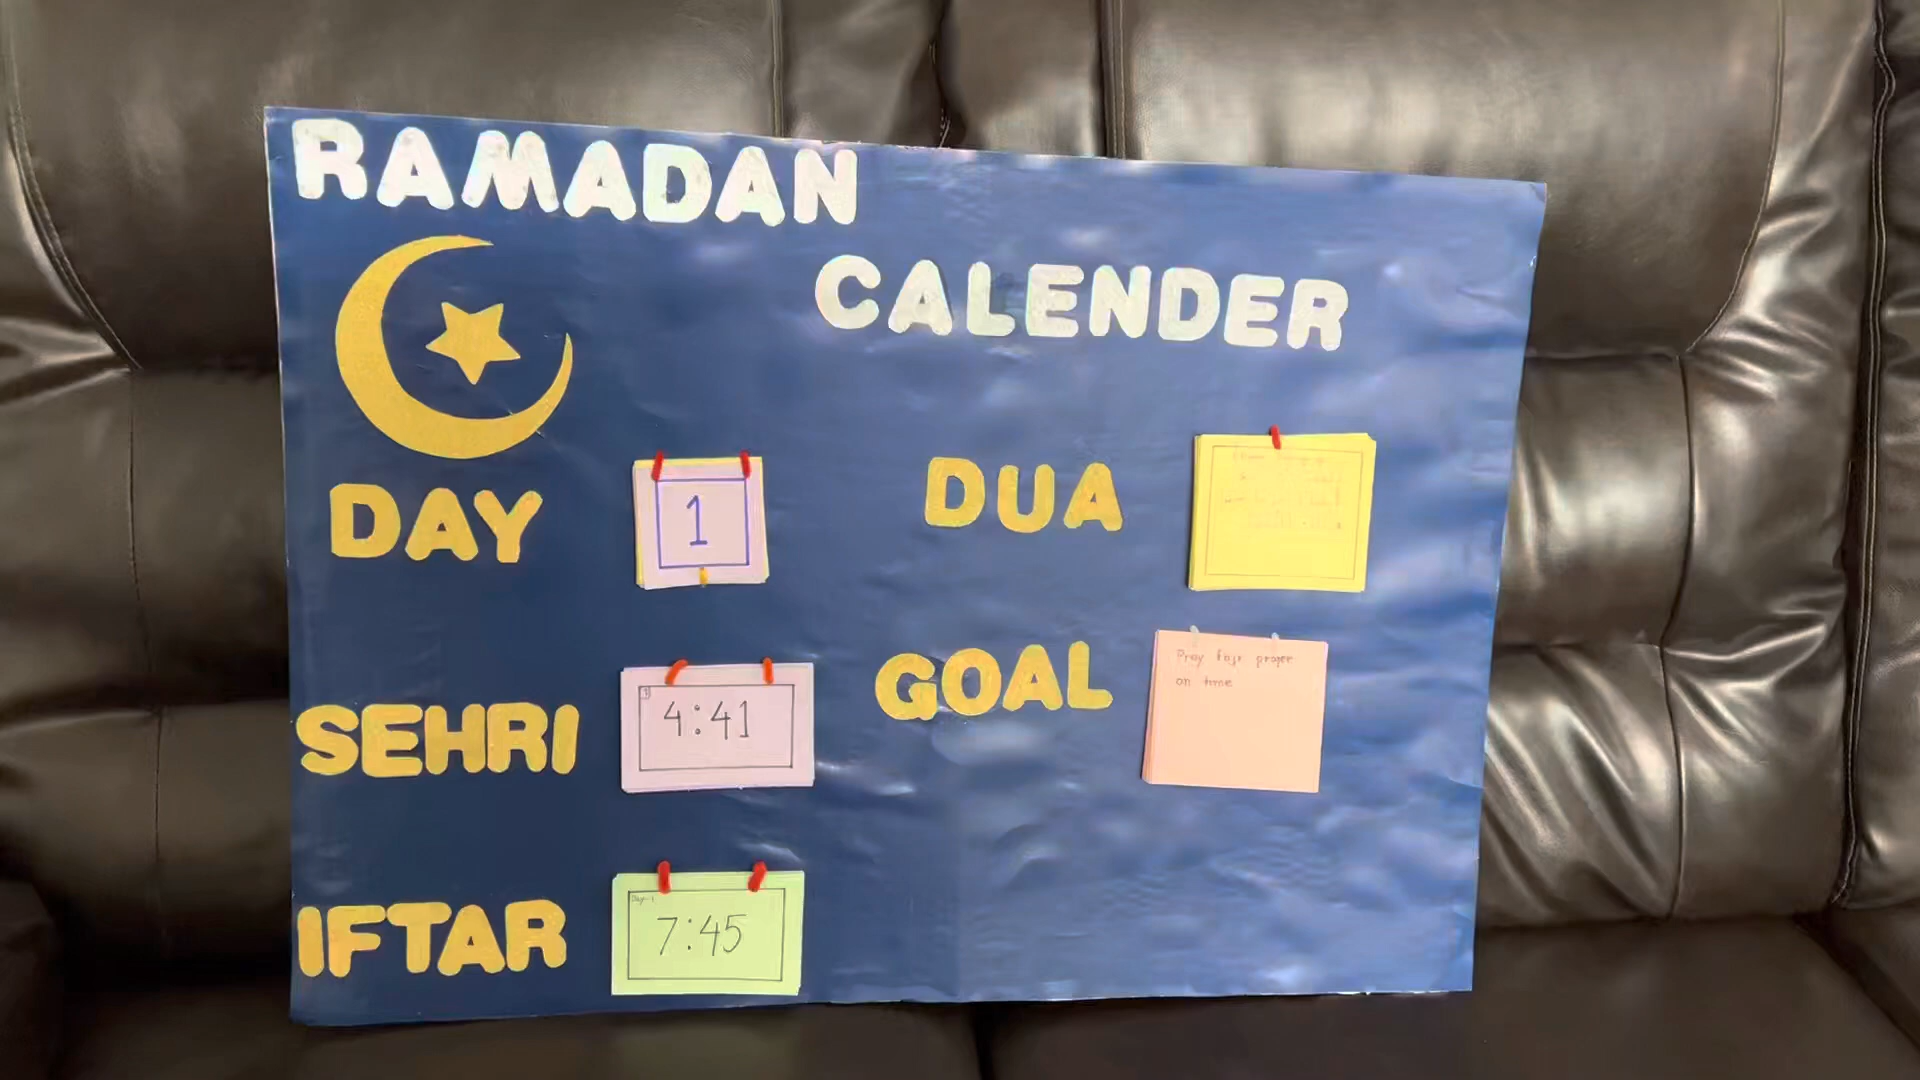 RAMADAN
CALENDER
DAY
1
DUA
SEHRI
1
4:41
GOAL
Pray fajr prayer
on time
IFTAR
Day-1
7:45